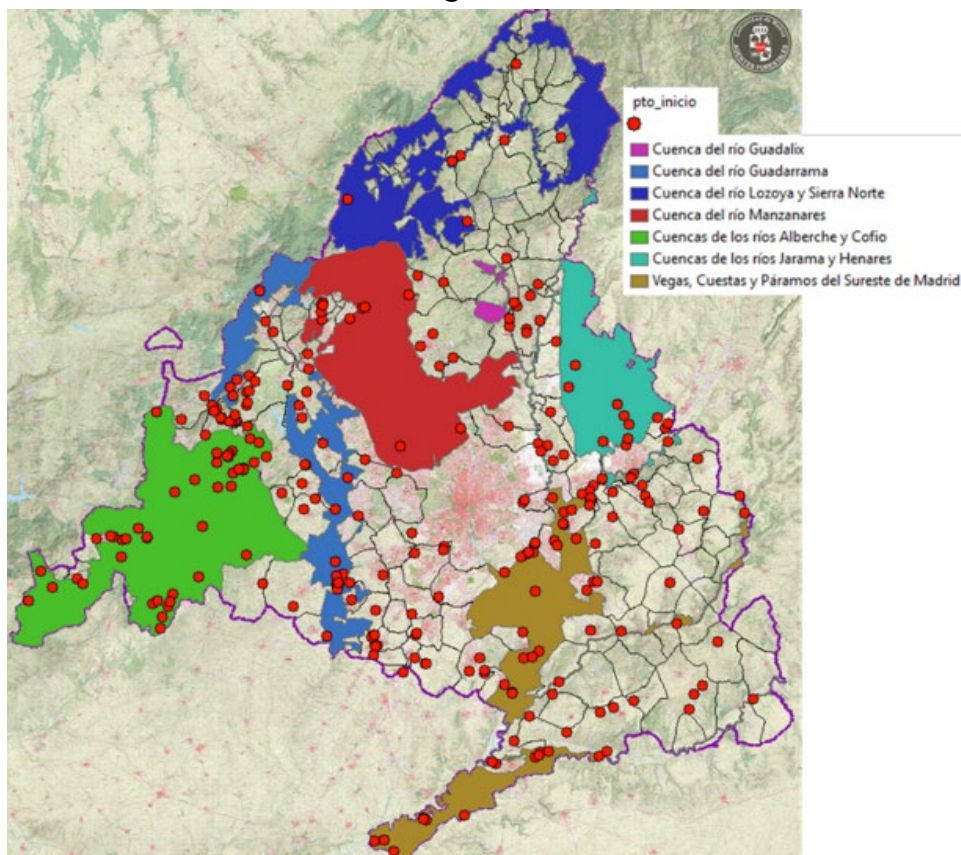 pto_inicio
Cuenca del río Guadalix
Cuenca del río Guadarrama
Cuenca del río Lozoya y Sierra Norte
Cuenca del río Manzanares
Cuencas de los ríos Alberche y Cofio
Cuencas de los ríos Jarama y Henares
Vegas, Cuestas y Páramos del Sureste de Madrid
AGENTES FORESTALES